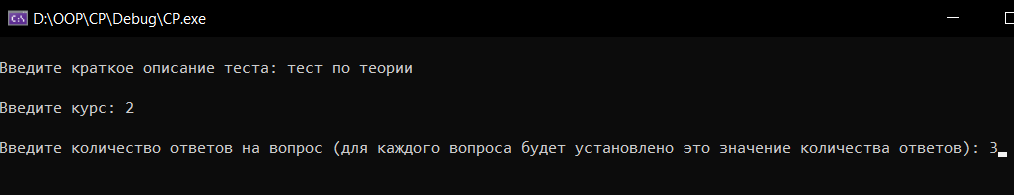 D:\OOP\CP\Debug\CP.exe
Введите краткое описание теста: тест по теории
Введите курс: 2
Введите количество ответов на вопрос (для каждого вопроса будет установлено это значение количества ответов): 3